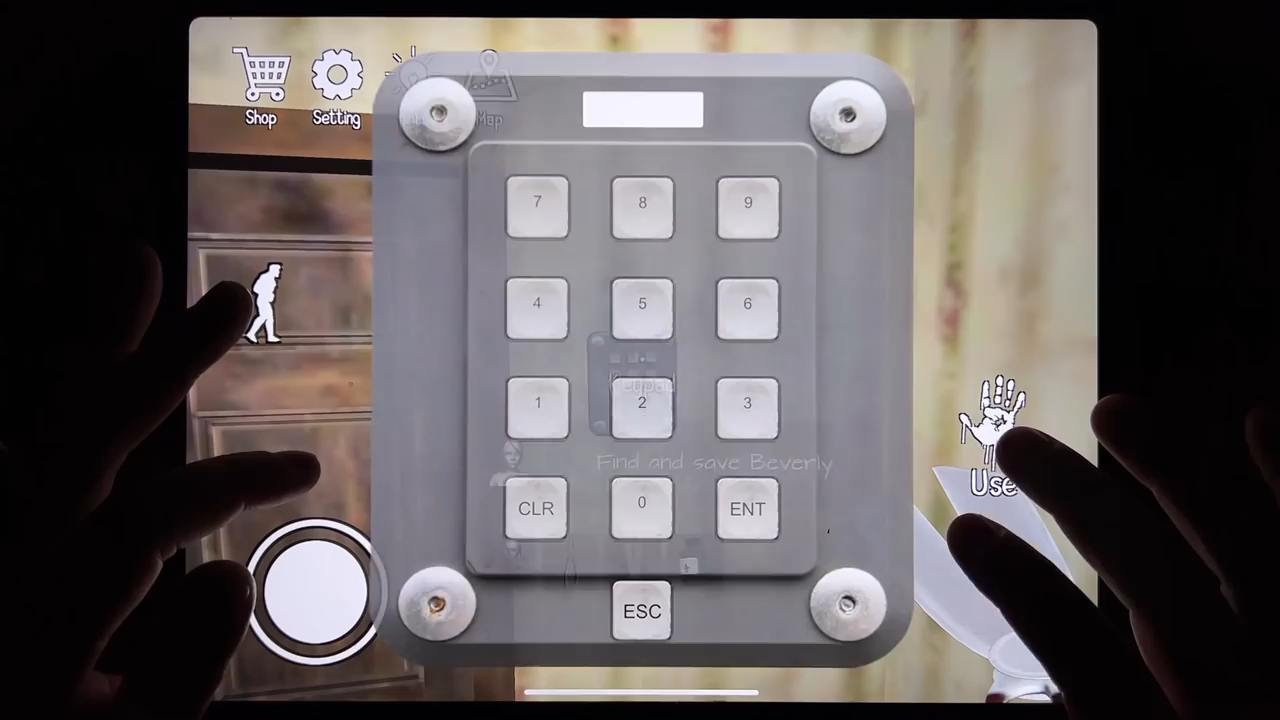 Shop
Setting
Map
7 8 9
4 5 6
Keypad
1 2 3
Find and save Beverly
Use
CLR 0 ENT
ESC